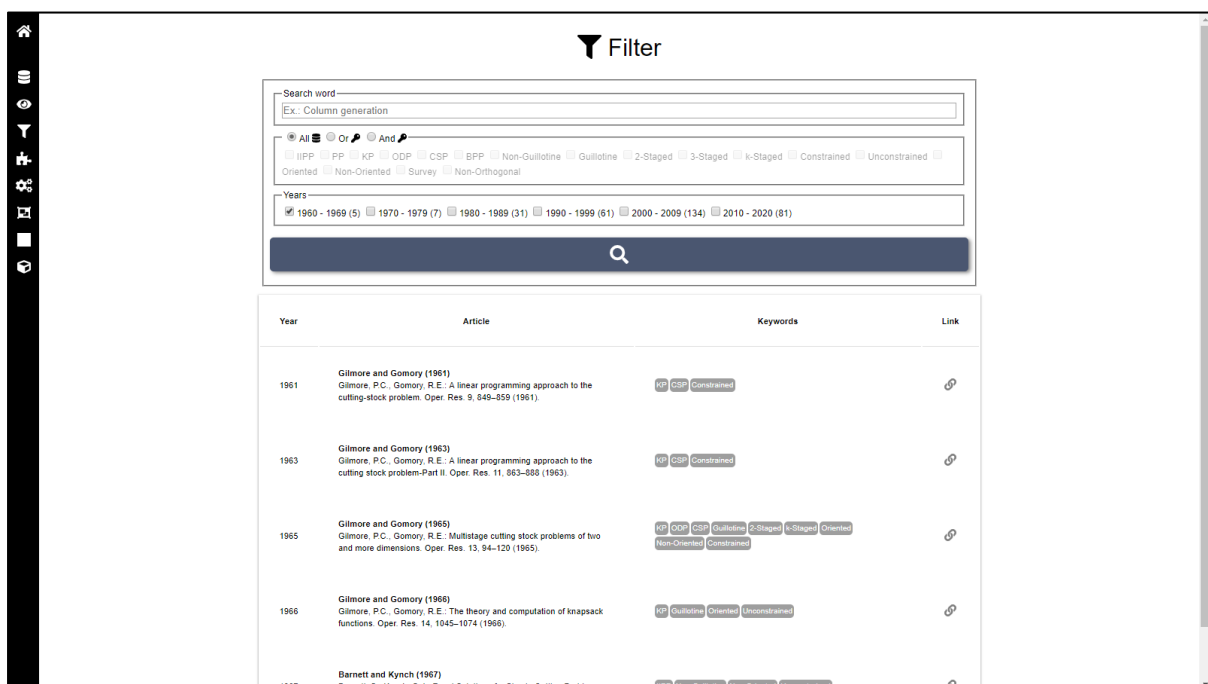 Filter
Search word
Ex.: Column generation
All Or And
IIPP PP KP ODP CSP BPP Non-Guillotine Guillotine 2-Staged 3-Staged k-Staged Constrained Unconstrained
Oriented Non-Oriented Survey Non-Orthogonal
Years
1960 - 1969 (5) 1970 - 1979 (7) 1980 - 1989 (31) 1990 - 1999 (61) 2000 - 2009 (134) 2010 - 2020 (81)
Year Article Keywords Link
Gilmore and Gomory (1961)
1961 Gilmore, P.C., Gomory, R.E.: A linear programming approach to the KP CSP Constrained
cutting-stock problem. Oper. Res. 9, 849–859 (1961).
Gilmore and Gomory (1963)
1963 Gilmore, P.C., Gomory, R.E.: A linear programming approach to the KP CSP Constrained
cutting stock problem-Part II. Oper. Res. 11, 863–888 (1963).
Gilmore and Gomory (1965)
KP ODP CSP Guillotine 2-Staged k-Staged Oriented
1965 Gilmore, P.C., Gomory, R.E.: Multistage cutting stock problems of two
and more dimensions. Oper. Res. 13, 94–120 (1965).
Non-Oriented Constrained
Gilmore and Gomory (1966)
1966 Gilmore, P.C., Gomory, R.E.: The theory and computation of knapsack KP Guillotine Oriented Unconstrained
functions. Oper. Res. 14, 1045–1074 (1966).
Barnett and Kynch (1967)